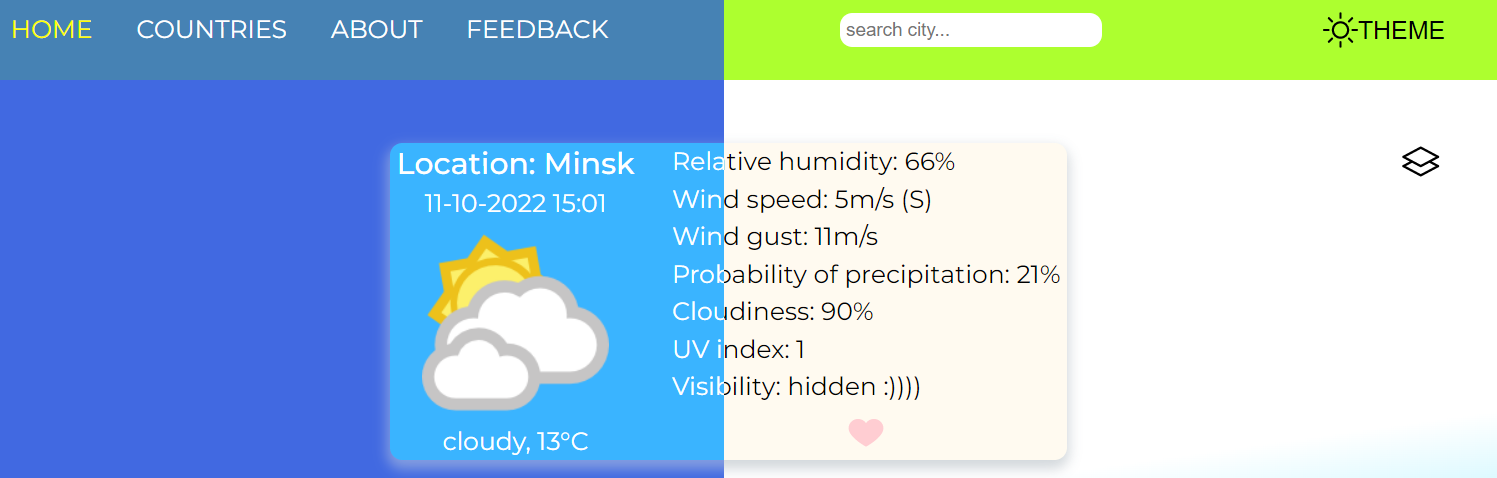 HOME COUNTRIES ABOUT FEEDBACK search city... THEME
Location: Minsk
11-10-2022 15:01
cloudy, 13°C
Relative humidity: 66%
Wind speed: 5m/s (S)
Wind gust: 11m/s
Probability of precipitation: 21%
Cloudiness: 90%
UV index: 1
Visibility: hidden :))))